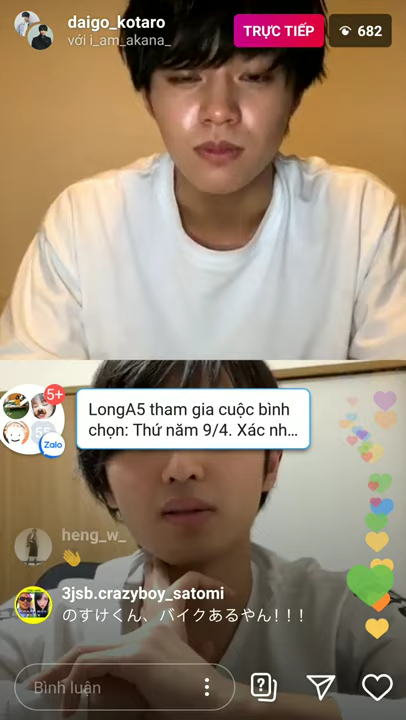 daigo_kotaro
với i_am_akana_
TRỰC TIẾP
682
5+
LongA5 tham gia cuộc bình
chọn: Thứ năm 9/4. Xác nh...
Zalo
heng_w_
👋
3jsb.crazyboy_satomi
のすけくん、バイクあるやん！！！
Bình luận